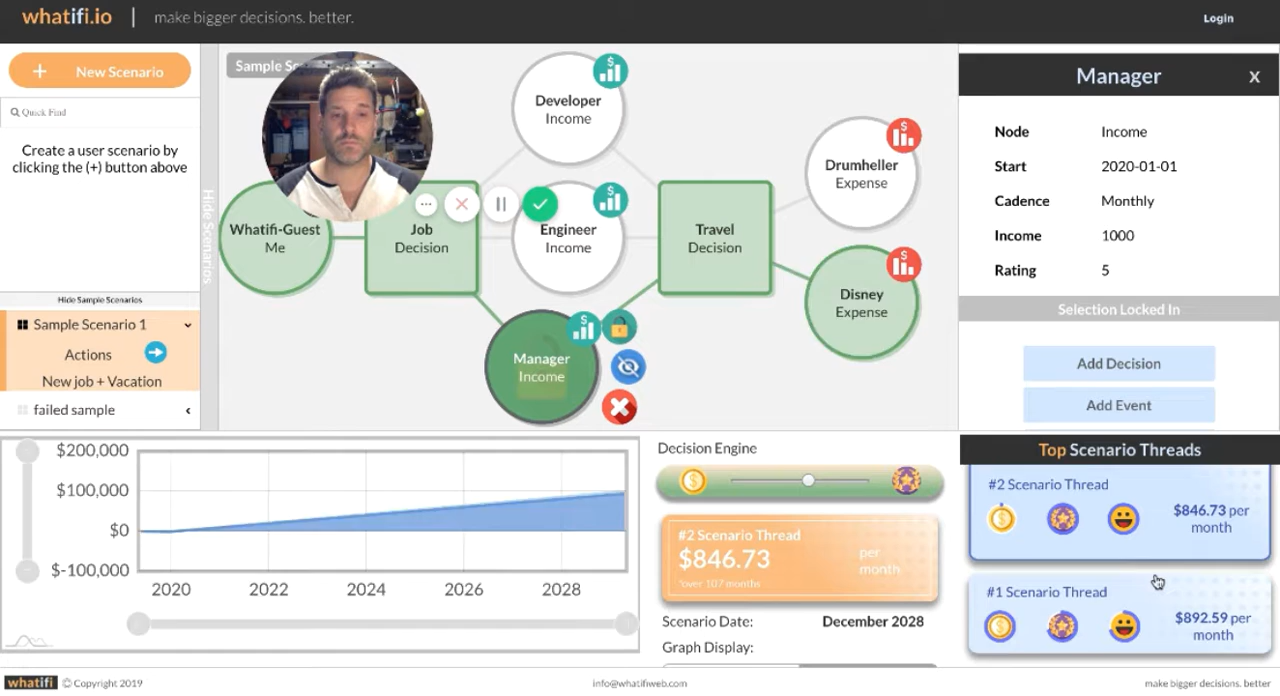 whatifi.io | make bigger decisions. better.
Login
+ New Scenario
Quick Find
Create a user scenario by
clicking the (+) button above
Hide Scenarios
Hide Sample Scenarios
Sample Scenario 1
Actions
New job + Vacation
failed sample
Whatifi-Guest
Me
Job
Decision
Developer
Income
Engineer
Income
Manager
Income
Travel
Decision
Drumheller
Expense
Disney
Expense
Manager X
Node Income
Start 2020-01-01
Cadence Monthly
Income 1000
Rating 5
Selection Locked In
Add Decision
Add Event
$200,000
$100,000
$0
$-100,000
2020 2022 2024 2026 2028
Decision Engine
#2 Scenario Thread
$846.73 per
month
*over 107 months
Scenario Date: December 2028
Graph Display:
Top Scenario Threads
#2 Scenario Thread
$846.73 per
month
#1 Scenario Thread
$892.59 per
month
whatifi © Copyright 2019
info@whatifiweb.com
make bigger decisions. better